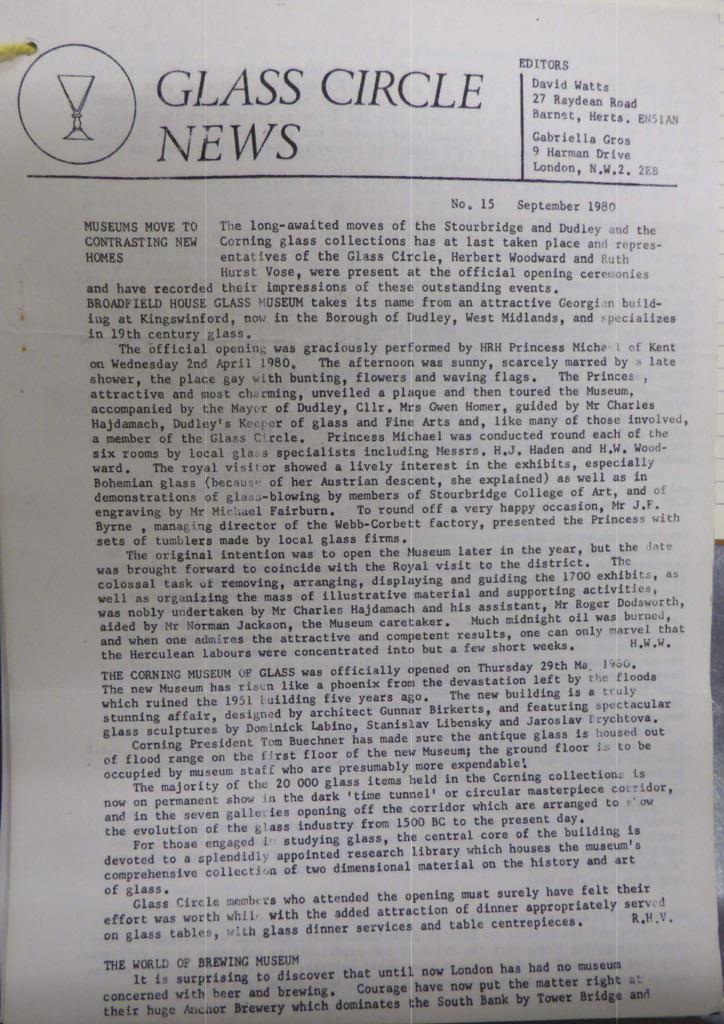 GLASS CIRCLE
NEWS
EDITORS
David Watts
27 Raydean Road
Barnet, Herts. EN51AN
Gabriella Gros
9 Harman Drive
London, N.W.2. 2EB
No. 15 September 1980
MUSEUMS MOVE TO
CONTRASTING NEW
HOMES
The long-awaited moves of the Stourbridge and Dudley and the
Corning glass collections has at last taken place and repres-
entatives of the Glass Circle, Herbert Woodward and Ruth
Hurst Vose, were present at the official opening ceremonies
and have recorded their impressions of these outstanding events.
BROADFIELD HOUSE GLASS MUSEUM takes its name from an attractive Georgian build-
ing at Kingswinford, now in the Borough of Dudley, West Midlands, and specializes
in 19th century glass.
The official opening was graciously performed by HRH Princess Michael of Kent
on Wednesday 2nd April 1980. The afternoon was sunny, scarcely marred by a late
shower, the place gay with bunting, flowers and waving flags. The Princess,
attractive and most charming, unveiled a plaque and then toured the Museum,
accompanied by the Mayor of Dudley, Cllr. Mrs Gwen Homer, guided by Mr Charles
Hajdamach, Dudley's Keeper of glass and Fine Arts and, like many of those involved,
a member of the Glass Circle. Princess Michael was conducted round each of the
six rooms by local glass specialists including Messrs. H.J. Haden and H.W. Wood-
ward. The royal visitor showed a lively interest in the exhibits, especially
Bohemian glass (because of her Austrian descent, she explained) as well as in
demonstrations of glass-blowing by members of Stourbridge College of Art, and of
engraving by Mr Michael Fairburn. To round off a very happy occasion, Mr J.F.
Byrne , managing director of the Webb-Corbett factory, presented the Princess with
sets of tumblers made by local glass firms.
The original intention was to open the Museum later in the year, but the date
was brought forward to coincide with the Royal visit to the district. The
colossal task of removing, arranging, displaying and guiding the 1700 exhibits, as
well as organizing the mass of illustrative material and supporting activities,
was nobly undertaken by Mr Charles Hajdamach and his assistant, Mr Roger Dodsworth,
aided by Mr Norman Jackson, the Museum caretaker. Much midnight oil was burned,
and when one admires the attractive and competent results, one can only marvel that
the Herculean labours were concentrated into but a few short weeks. H.W.W.
THE CORNING MUSEUM OF GLASS was officially opened on Thursday 29th May 1980.
The new Museum has risen like a phoenix from the devastation left by the floods
which ruined the 1951 building five years ago. The new building is a truly
stunning affair, designed by architect Gunnar Birkerts, and featuring spectacular
glass sculptures by Dominick Labino, Stanislav Libensky and Jaroslav Brychtova.
Corning President Tom Buechner has made sure the antique glass is housed out
of flood range on the first floor of the new Museum; the ground floor is to be
occupied by museum staff who are presumably more expendable!
The majority of the 20 000 glass items held in the Corning collections is
now on permanent show in the dark 'time tunnel' or circular masterpiece corridor,
and in the seven galleries opening off the corridor which are arranged to show
the evolution of the glass industry from 1500 BC to the present day.
For those engaged in studying glass, the central core of the building is
devoted to a splendidly appointed research library which houses the museum's
comprehensive collection of two dimensional material on the history and art
of glass.
Glass Circle members who attended the opening must surely have felt their
effort was worth while with the added attraction of dinner appropriately served
on glass tables, with glass dinner services and table centrepieces. R.H.V.
THE WORLD OF BREWING MUSEUM
It is surprising to discover that until now London has had no museum
concerned with beer and brewing. Courage have now put the matter right at
their huge Anchor Brewery which dominates the South Bank by Tower Bridge and